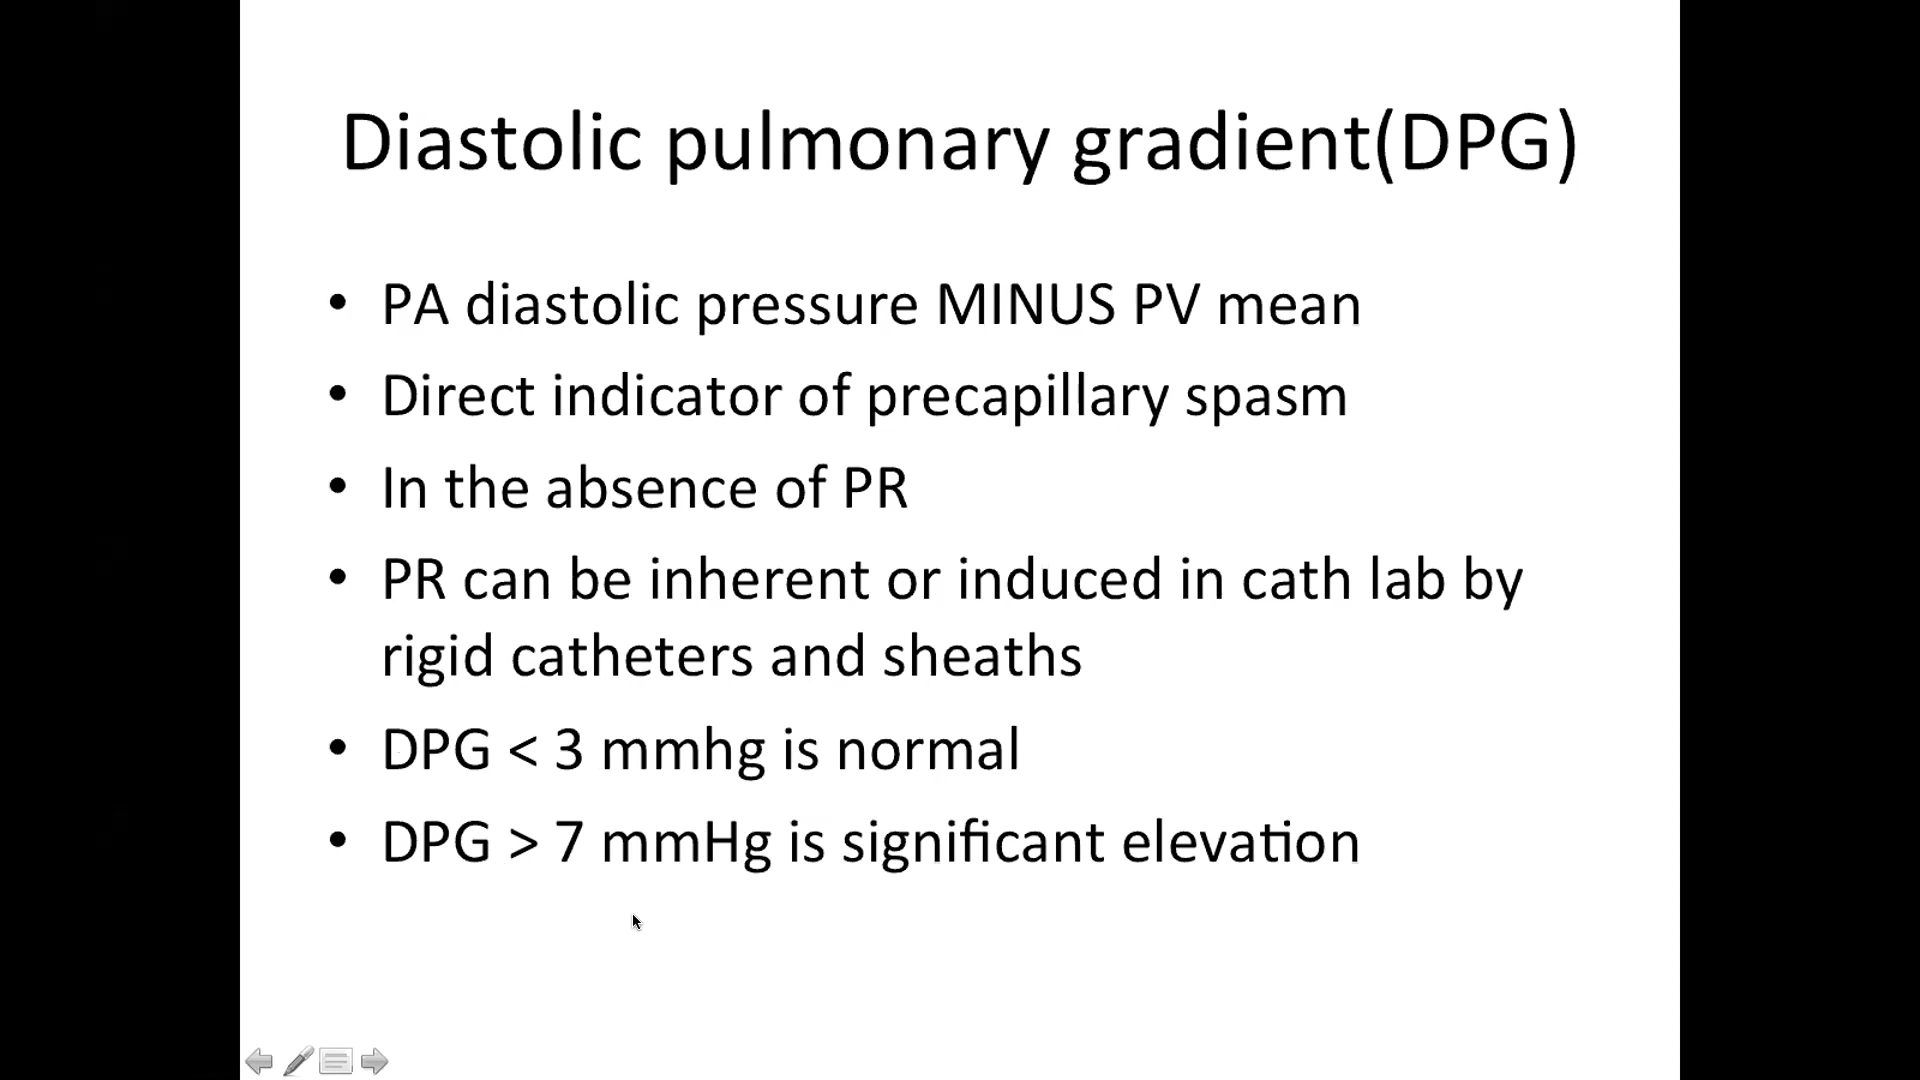 Diastolic pulmonary gradient(DPG)
• PA diastolic pressure MINUS PV mean
• Direct indicator of precapillary spasm
• In the absence of PR
• PR can be inherent or induced in cath lab by
rigid catheters and sheaths
• DPG < 3 mmhg is normal
• DPG > 7 mmHg is significant elevation